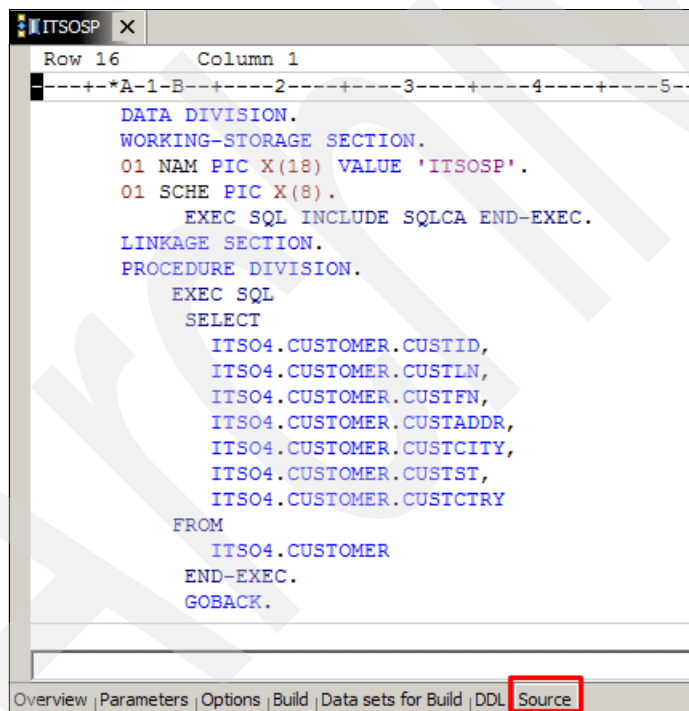 ITSOSP X
Row 16 Column 1
----+-*A-1-B--+----2----+----3----+----4----+----5--
DATA DIVISION.
WORKING-STORAGE SECTION.
01 NAM PIC X(18) VALUE 'ITSOSP'.
01 SCHE PIC X(8).
EXEC SQL INCLUDE SQLCA END-EXEC.
LINKAGE SECTION.
PROCEDURE DIVISION.
EXEC SQL
SELECT
ITSO4.CUSTOMER.CUSTID,
ITSO4.CUSTOMER.CUSTLN,
ITSO4.CUSTOMER.CUSTFN,
ITSO4.CUSTOMER.CUSTADDR,
ITSO4.CUSTOMER.CUSTCITY,
ITSO4.CUSTOMER.CUSTST,
ITSO4.CUSTOMER.CUSTCTRY
FROM
ITSO4.CUSTOMER
END-EXEC.
GOBACK.
Overview Parameters Options Build Data sets for Build DDL Source